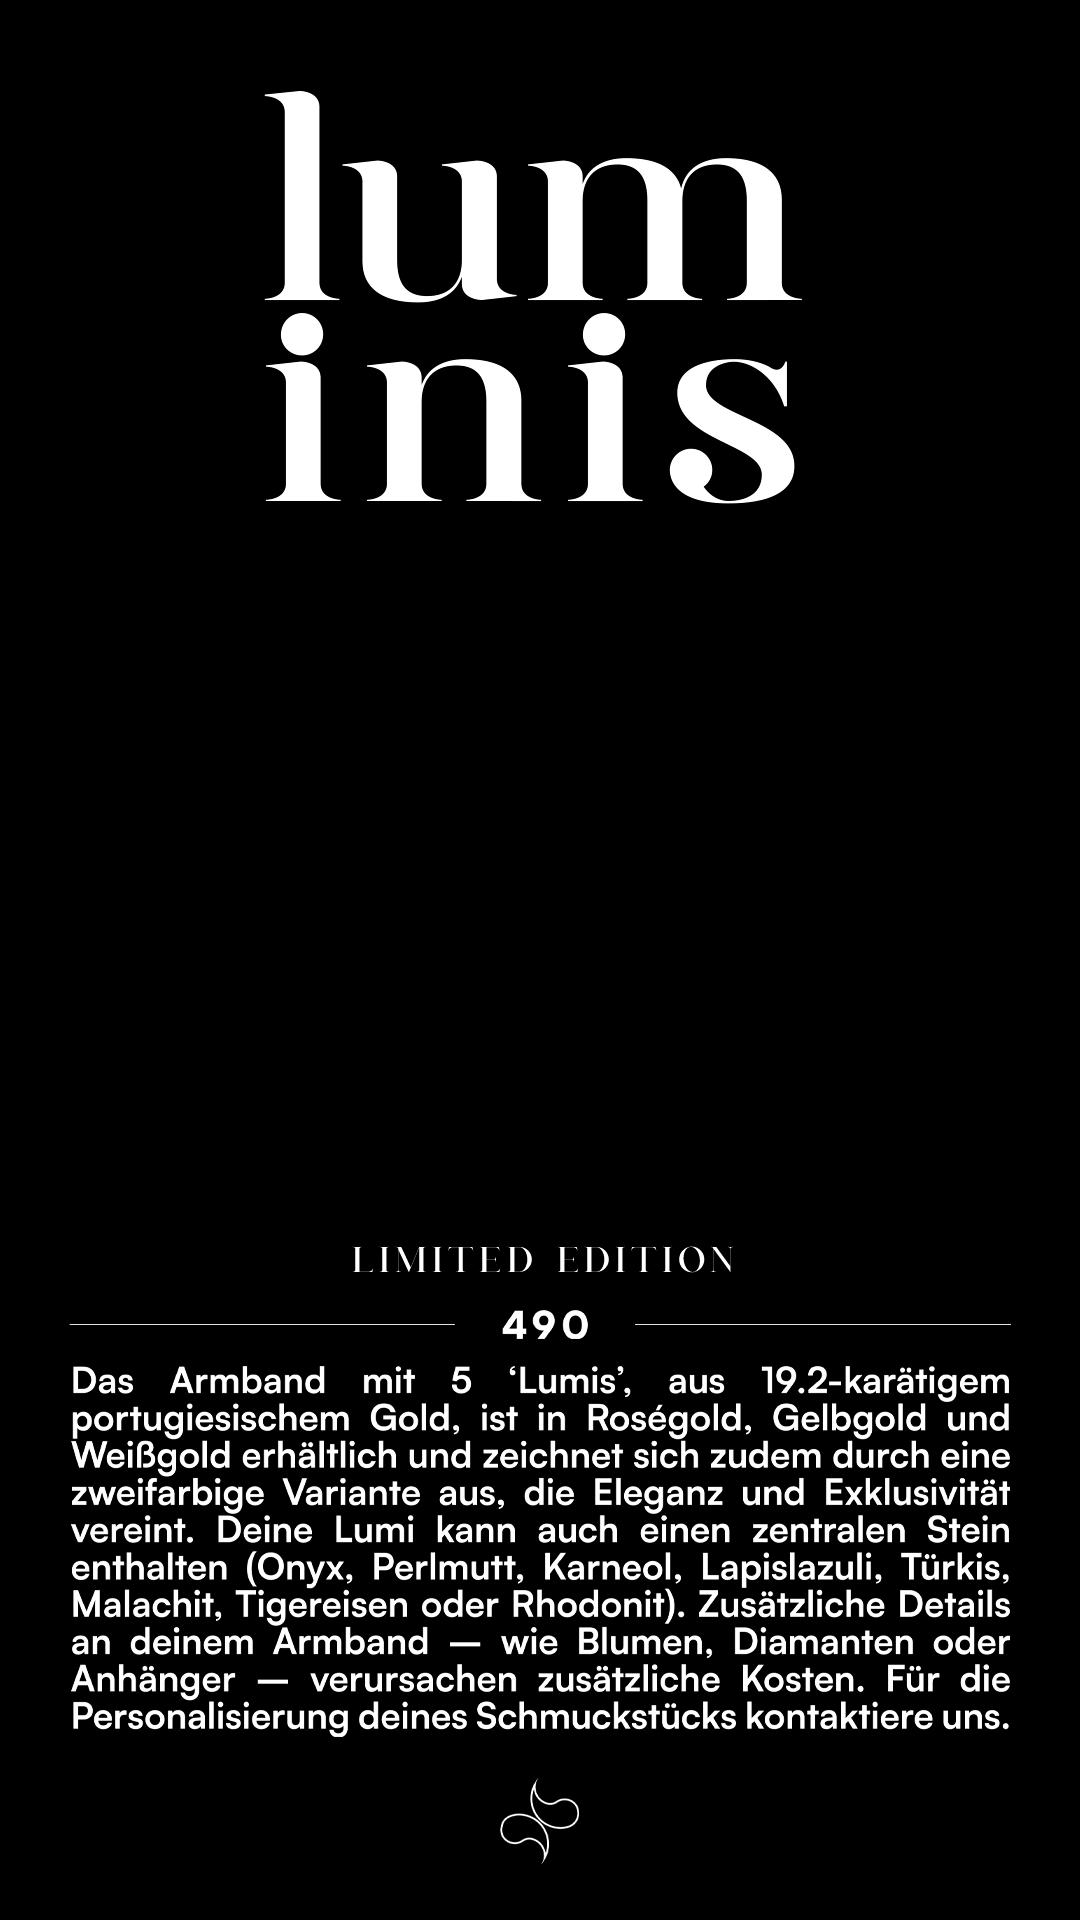 lum
inis
LIMITED EDITION
490
Das Armband mit 5 ‘Lumis’, aus 19.2-karätigem
portugiesischem Gold, ist in Roségold, Gelbgold und
Weißgold erhältlich und zeichnet sich zudem durch eine
zweifarbige Variante aus, die Eleganz und Exklusivität
vereint. Deine Lumi kann auch einen zentralen Stein
enthalten (Onyx, Perlmutt, Karneol, Lapislazuli, Türkis,
Malachit, Tigereisen oder Rhodonit). Zusätzliche Details
an deinem Armband — wie Blumen, Diamanten oder
Anhänger — verursachen zusätzliche Kosten. Für die
Personalisierung deines Schmuckstücks kontaktiere uns.